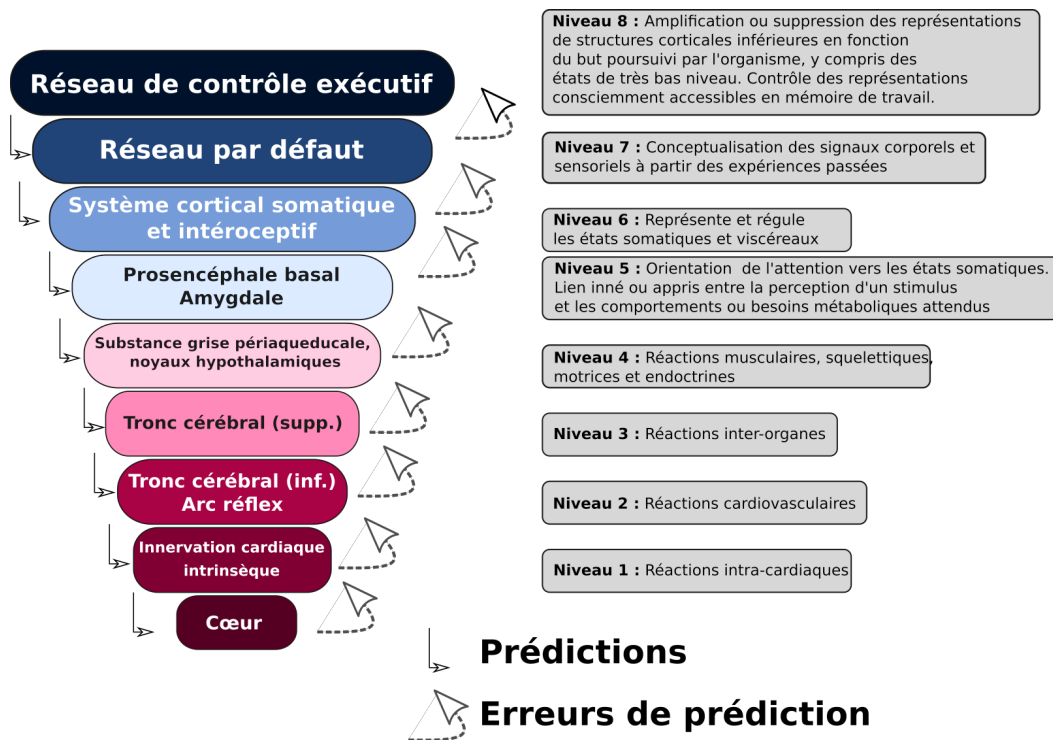 Réseau de contrôle exécutif
Réseau par défaut
Système cortical somatique
et intéroceptif
Prosencéphale basal
Amygdale
Substance grise périaqueducale,
noyaux hypothalamiques
Tronc cérébral (supp.)
Tronc cérébral (inf.)
Arc réflex
Innervation cardiaque
intrinsèque
Cœur
Niveau 8 : Amplification ou suppression des représentations
de structures corticales inférieures en fonction
du but poursuivi par l'organisme, y compris des
états de très bas niveau. Contrôle des représentations
consciemment accessibles en mémoire de travail.
Niveau 7 : Conceptualisation des signaux corporels et
sensoriels à partir des expériences passées
Niveau 6 : Représente et régule
les états somatiques et viscéreaux
Niveau 5 : Orientation  de l'attention vers les états somatiques.
Lien inné ou appris entre la perception d'un stimulus
et les comportements ou besoins métaboliques attendus
Niveau 4 : Réactions musculaires, squelettiques,
motrices et endoctrines
Niveau 3 : Réactions inter-organes
Niveau 2 : Réactions cardiovasculaires
Niveau 1 : Réactions intra-cardiaques
Prédictions
Erreurs de prédiction